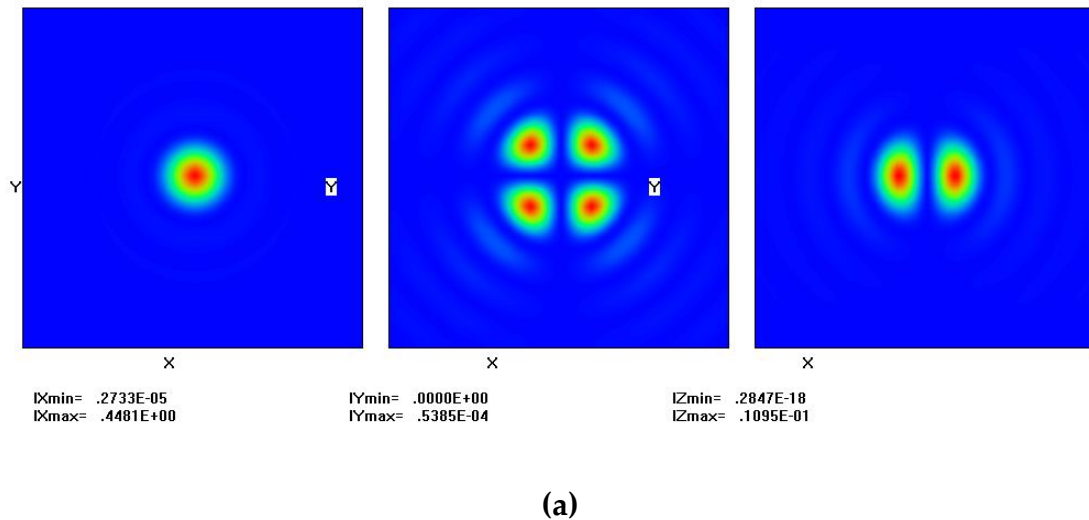 Y Y Y
X X X
IXmin= .2733E-05 IYmin= .0000E+00 IZmin= .2847E-18
IXmax= .4481E+00 IYmax= .5385E-04 IZmax= .1095E-01
(a)